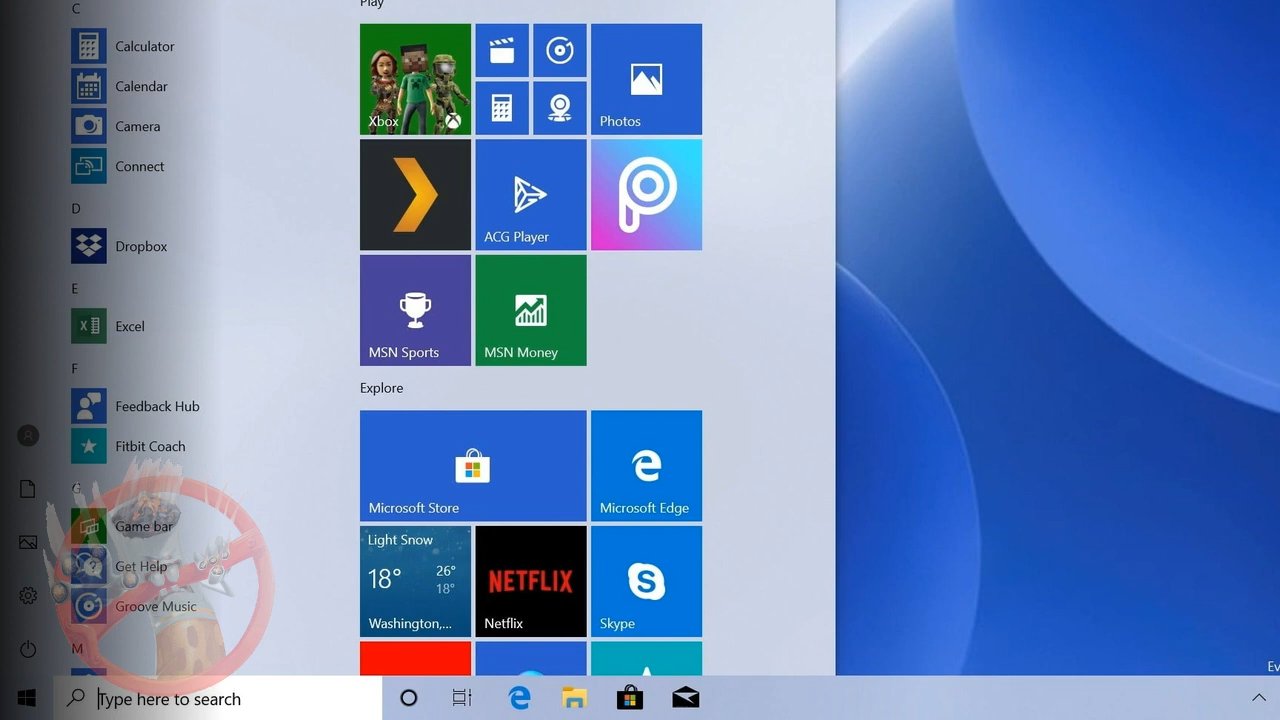 C
Calculator
Calendar
Camera
Connect
D
Dropbox
E
Excel
F
Feedback Hub
Fitbit Coach
G
Game bar
Get Help
Groove Music
M
Play
Xbox
Photos
ACG Player
MSN Sports
MSN Money
Explore
Microsoft Store
Microsoft Edge
Light Snow
18°
26°
18°
Washington,...
NETFLIX
Netflix
Skype
Type here to search
Ev